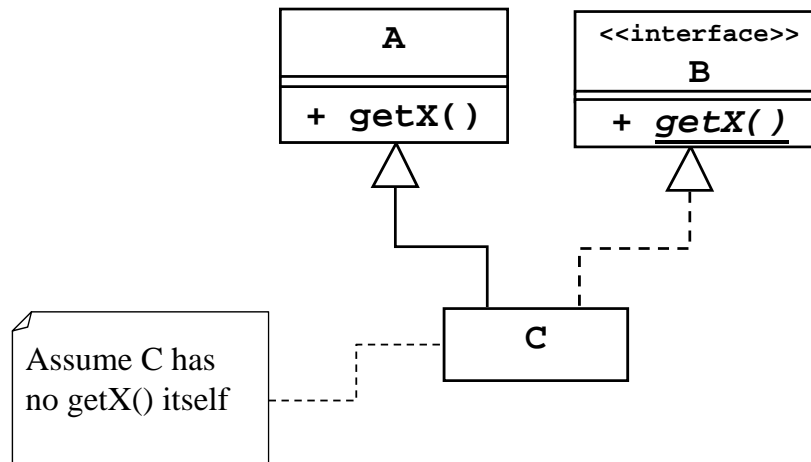 A
+ getX()
<<interface>>
B
+ getX()
C
Assume C has
no getX() itself